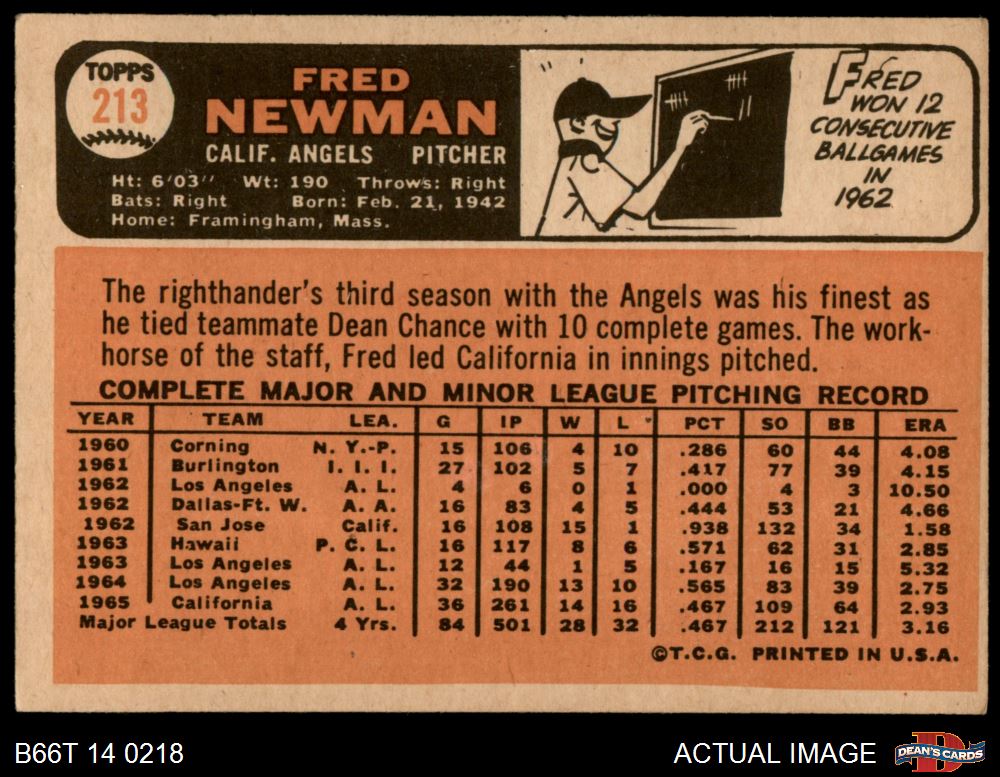 TOPPS
213
FRED
NEWMAN
CALIF. ANGELS PITCHER
Ht: 6'03" Wt: 190 Throws: Right
Bats: Right Born: Feb. 21, 1942
Home: Framingham, Mass.
FRED
WON 12
CONSECUTIVE
BALLGAMES
IN
1962
The righthander's third season with the Angels was his finest as
he tied teammate Dean Chance with 10 complete games. The work-
horse of the staff, Fred led California in innings pitched.
COMPLETE MAJOR AND MINOR LEAGUE PITCHING RECORD
YEAR TEAM LEA. G IP W L PCT SO BB ERA
1960 Corning N. Y.-P. 15 106 4 10 .286 60 44 4.08
1961 Burlington I. I. I. 27 102 5 7 .417 77 39 4.15
1962 Los Angeles A. L. 4 6 0 1 .000 4 3 10.50
1962 Dallas-Ft. W. A. A. 16 83 4 5 .444 53 21 4.66
1962 San Jose Calif. 16 108 15 1 .938 132 34 1.58
1963 Hawaii P. C. L. 16 117 8 6 .571 62 31 2.85
1963 Los Angeles A. L. 12 44 1 5 .167 16 15 5.32
1964 Los Angeles A. L. 32 190 13 10 .565 83 39 2.75
1965 California A. L. 36 261 14 16 .467 109 64 2.93
Major League Totals 4 Yrs. 84 501 28 32 .467 212 121 3.16
©T.C.G. PRINTED IN U.S.A.
B66T 14 0218
ACTUAL IMAGE
D
DEAN'S CARDS